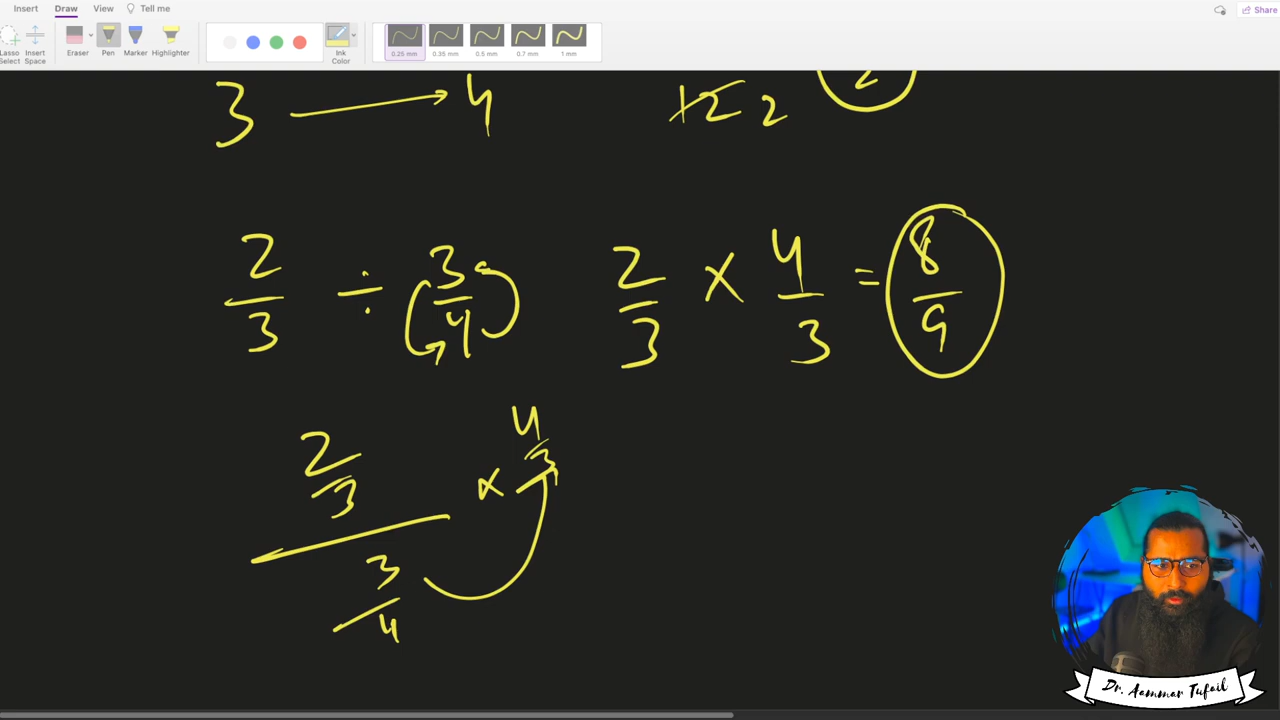 Insert Draw View Tell me Share
Lasso Select Insert Space Eraser Pen Marker Highlighter Ink Color 0.25 mm 0.35 mm 0.5 mm 0.7 mm 1 mm
3 → 4 2 2
2/3 ÷ 3/4 2/3 × 4/3 = 8/9
2/3 × 4/3
3/4
Dr. Aammar Tufail